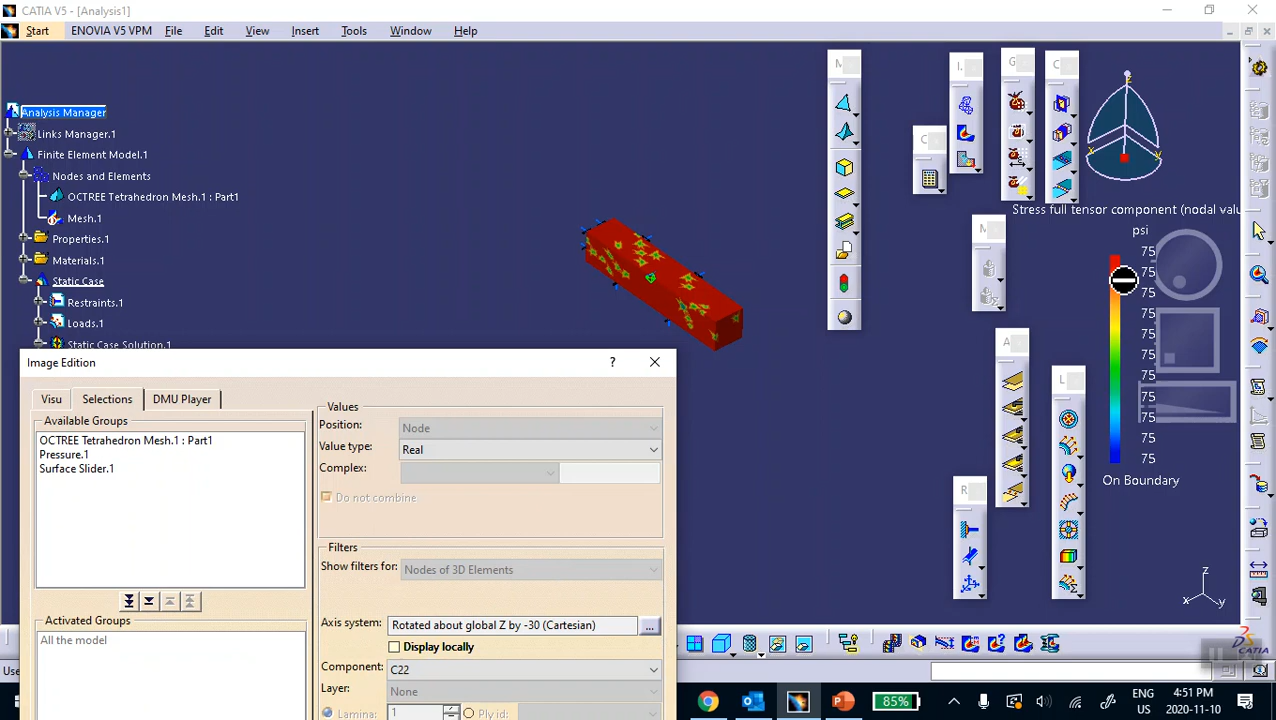 CATIA V5 - [Analysis1]
Start ENOVIA V5 VPM File Edit View Insert Tools Window Help
Analysis Manager
Links Manager.1
Finite Element Model.1
Nodes and Elements
OCTREE Tetrahedron Mesh.1 : Part1
Mesh.1
Properties.1
Materials.1
Static Case
Restraints.1
Loads.1
Static Case Solution.1
M
I.
G
C
C
M
A
L
R
Z
Stress full tensor component (nodal valu
psi
75
75
75
75
75
75
75
75
75
75
75
On Boundary
z
x y
Image Edition ?
Visu Selections DMU Player
Available Groups
OCTREE Tetrahedron Mesh.1 : Part1
Pressure.1
Surface Slider.1
Activated Groups
All the model
Values
Position: Node
Value type: Real
Complex:
Do not combine
Filters
Show filters for: Nodes of 3D Elements
Axis system: Rotated about global Z by -30 (Cartesian) ...
Display locally
Component: C22
Layer: None
Lamina: 1 Ply id:
Use
85%
ENG
US
4:51 PM
2020-11-10